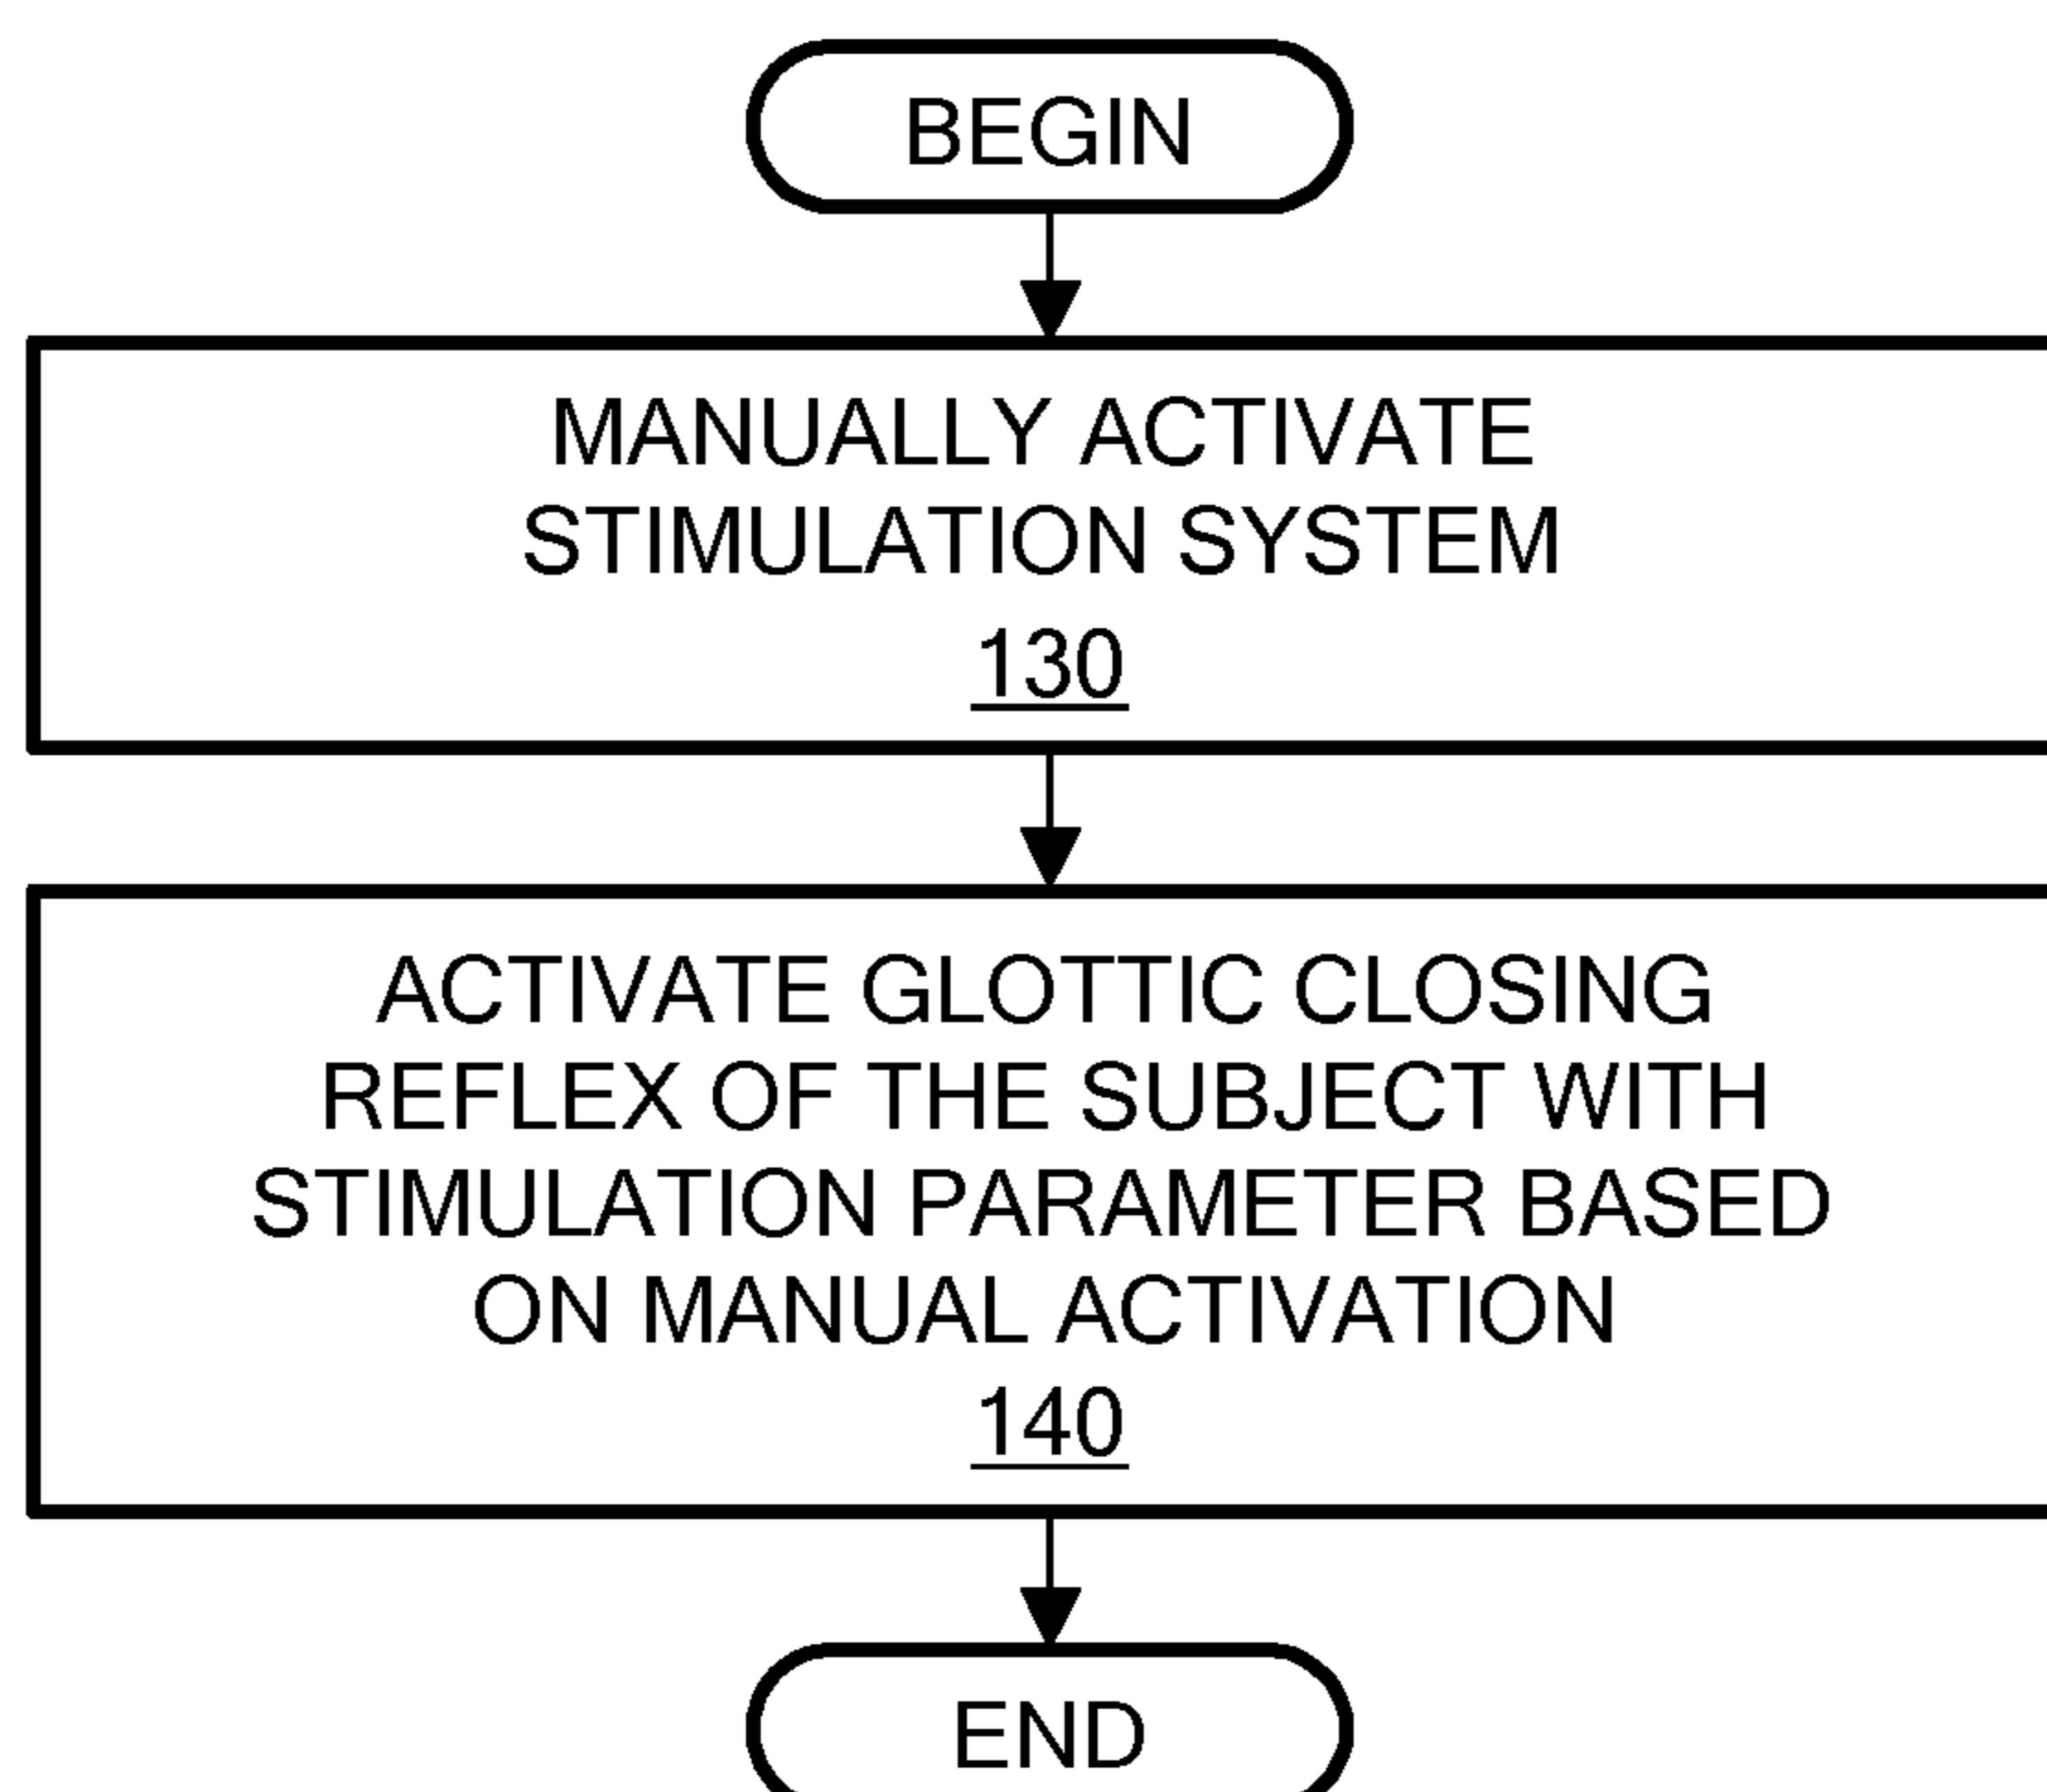 BEGIN
MANUALLY ACTIVATE
STIMULATION SYSTEM
130
ACTIVATE GLOTTIC CLOSING
REFLEX OF THE SUBJECT WITH
STIMULATION PARAMETER BASED
ON MANUAL ACTIVATION
140
END